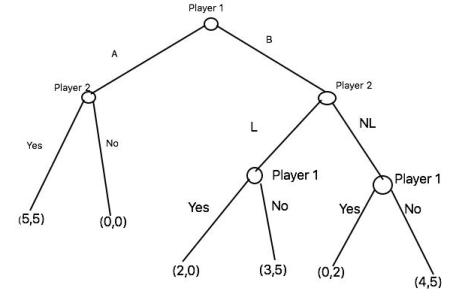 Player 1
A
B
Player 2
Player 2
Yes
No
L
NL
Player 1
Player 1
Yes
No
Yes
No
(5,5)
(0,0)
(2,0)
(3,5)
(0,2)
(4,5)